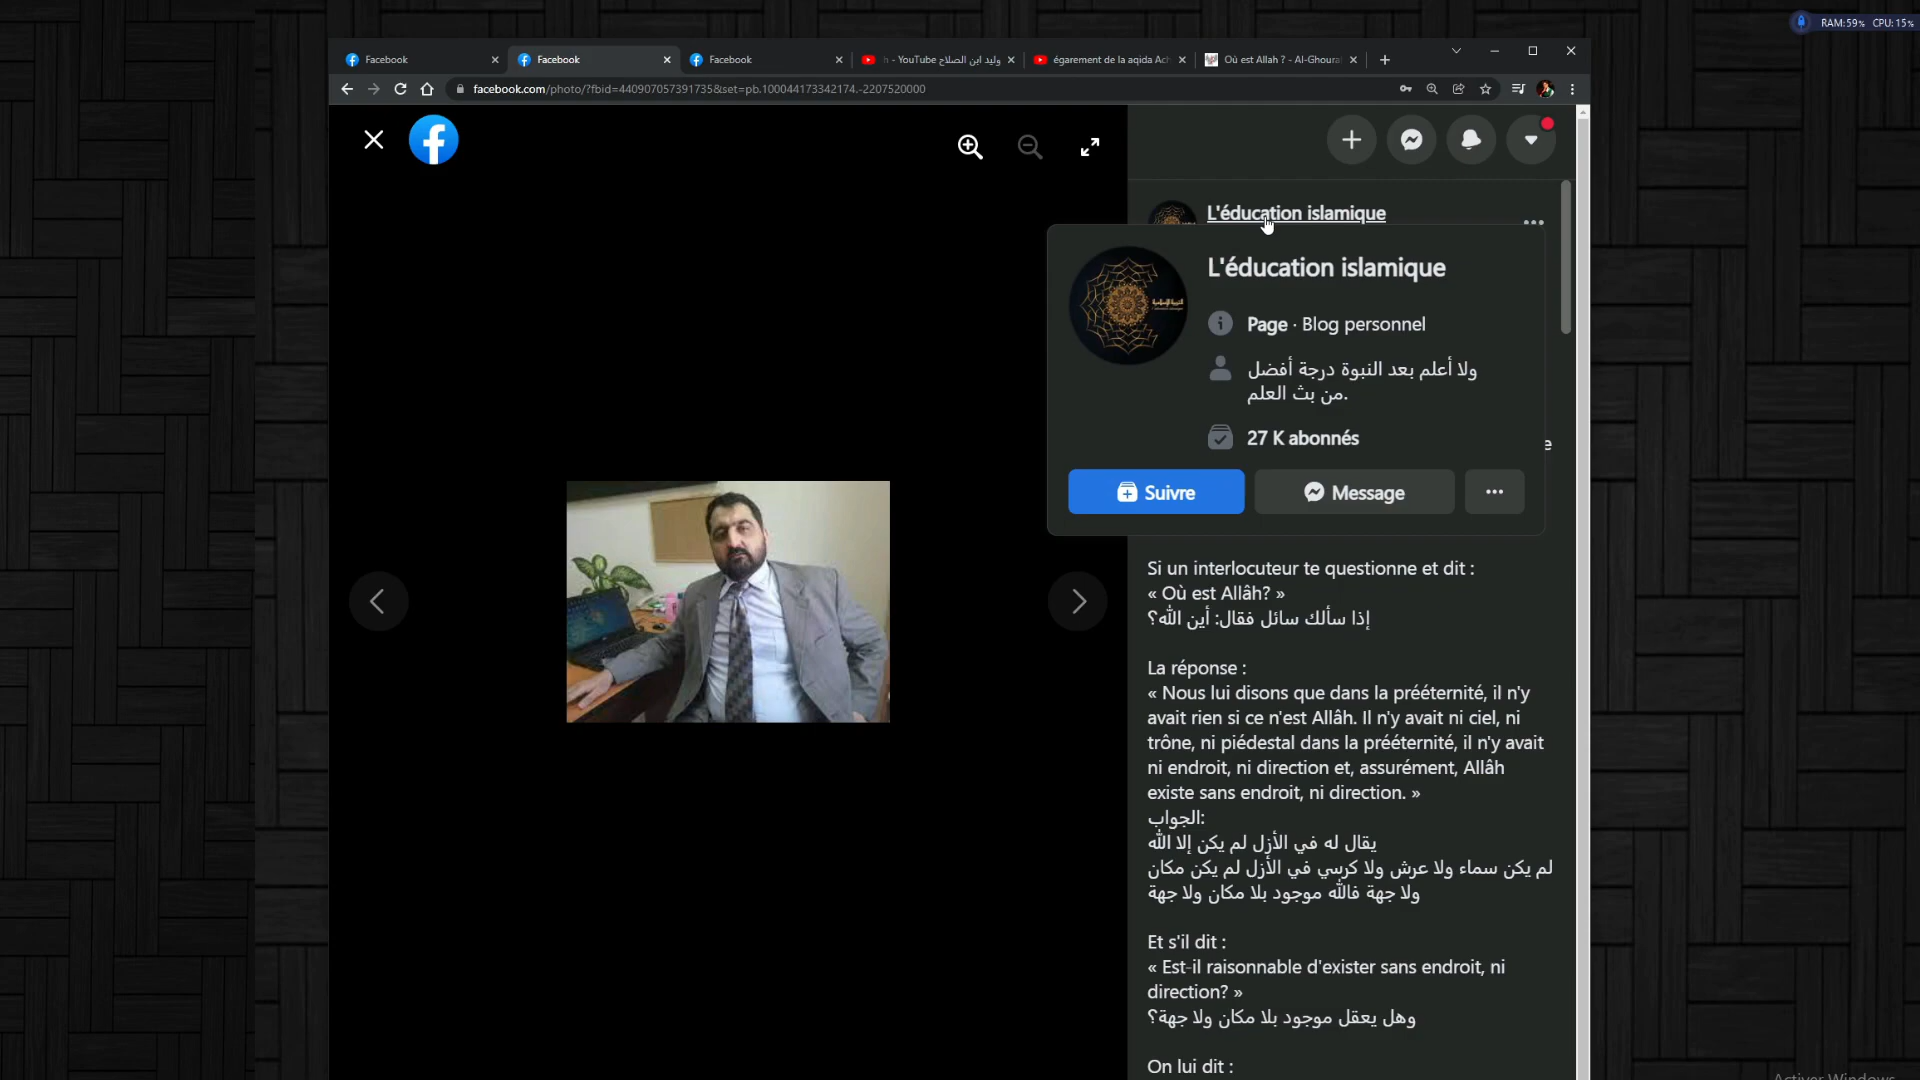 RAM:59% CPU:15%
Facebook
Facebook
Facebook
وليد ابن الصلاح h - YouTube
égarement de la aqida Ach
Où est Allah ? - Al-Ghoura
facebook.com/photo/?fbid=440907057391735&set=pb.100044173342174.-2207520000
L'éducation islamique
L'éducation islamique
Page · Blog personnel
ولا أعلم بعد النبوة درجة أفضل
من بث العلم.
27 K abonnés
e
Suivre
Message
Si un interlocuteur te questionne et dit :
« Où est Allâh? »
إذا سألك سائل فقال: أين الله؟
La réponse :
« Nous lui disons que dans la prééternité, il n'y
avait rien si ce n'est Allâh. Il n'y avait ni ciel, ni
trône, ni piédestal dans la prééternité, il n'y avait
ni endroit, ni direction et, assurément, Allâh
existe sans endroit, ni direction. »
الجواب:
يقال له في الأزل لم يكن إلا الله
لم يكن سماء ولا عرش ولا كرسي في الأزل لم يكن مكان
ولا جهة فالله موجود بلا مكان ولا جهة
Et s'il dit :
« Est-il raisonnable d'exister sans endroit, ni
direction? »
وهل يعقل موجود بلا مكان ولا جهة؟
On lui dit :
Activer Windows